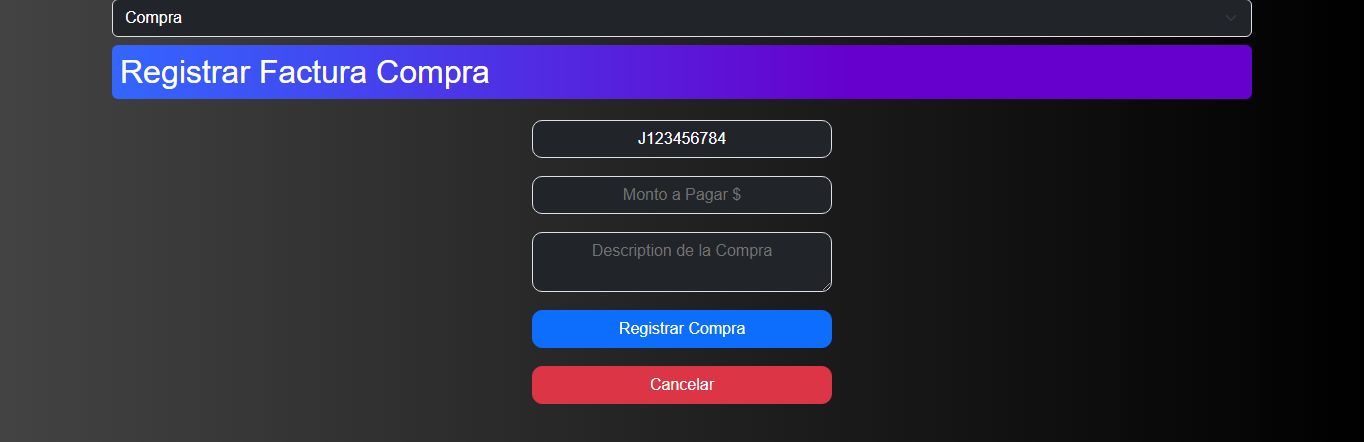 Compra
Registrar Factura Compra
J123456784
Monto a Pagar $
Description de la Compra
Registrar Compra
Cancelar